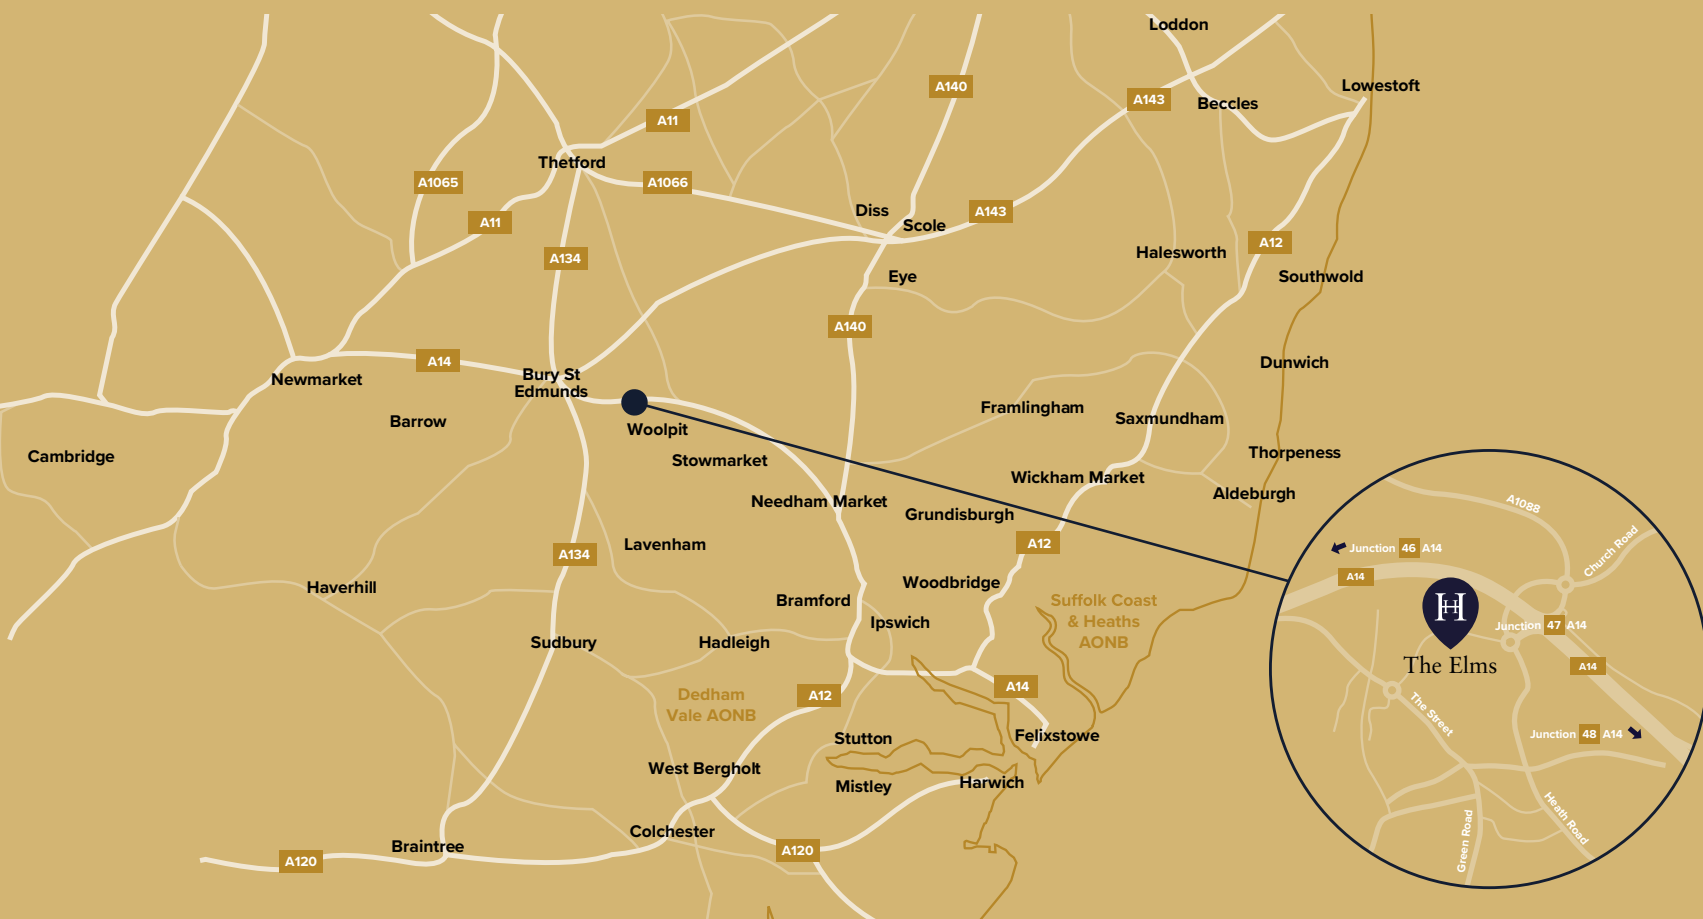 Loddon
A140
Lowestoft
A143
Beccles
A11
Thetford
A1065
A1066
A11
Diss
A143
Scole
A134
Halesworth
A12
Eye
Southwold
A140
A14
Dunwich
Newmarket
Bury St
Edmunds
Barrow
Framlingham
Saxmundham
Woolpit
Cambridge
Stowmarket
Thorpeness
Wickham Market
Needham Market
Aldeburgh
Grundisburgh
A12
Lavenham
A134
Haverhill
Woodbridge
Bramford
Suffolk Coast
& Heaths
AONB
Ipswich
Sudbury
Hadleigh
A14
Dedham
Vale AONB
A12
Stutton
Felixstowe
West Bergholt
Mistley
Harwich
Colchester
Braintree
A120
A120
A1088
Church Road
Junction 46 A14
A14
H
Junction 47 A14
The Elms
A14
The Street
Junction 48 A14
Heath Road
Green Road